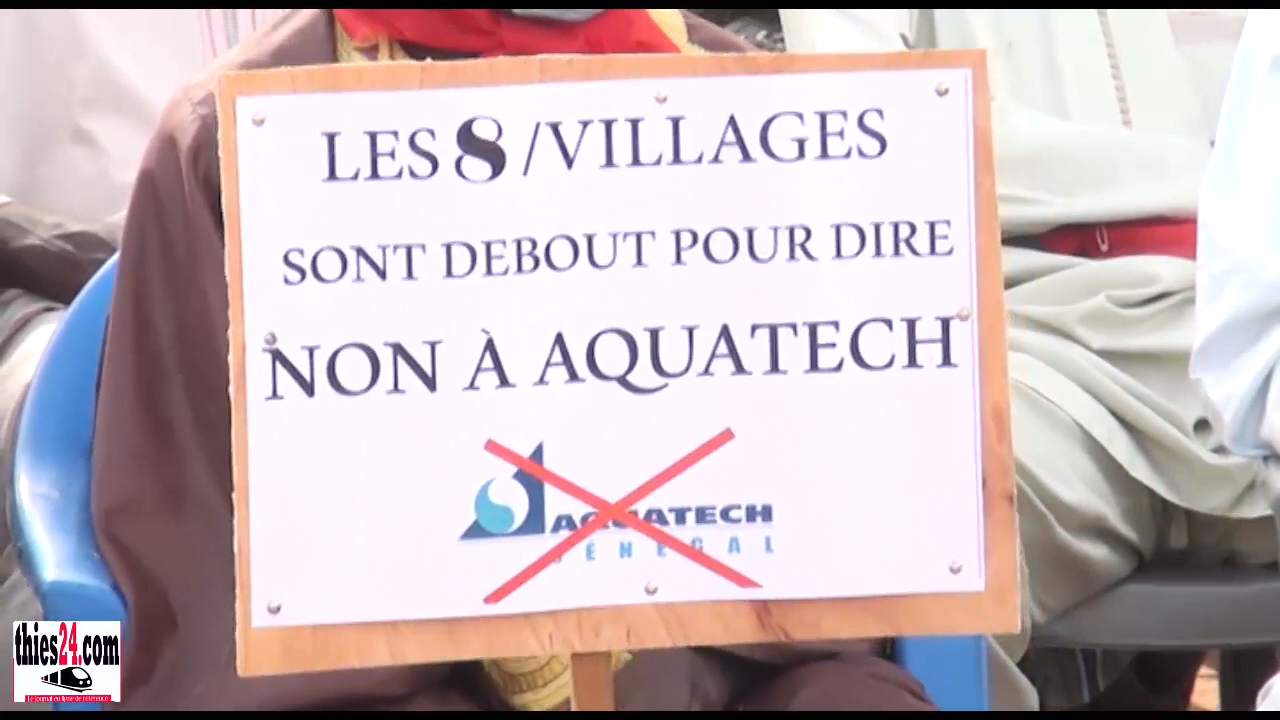 LES 8 /VILLAGES
SONT DEBOUT POUR DIRE
NON À AQUATECH
AQUATECH
SÉNÉGAL
thies24.com
Le journal en ligne de référence